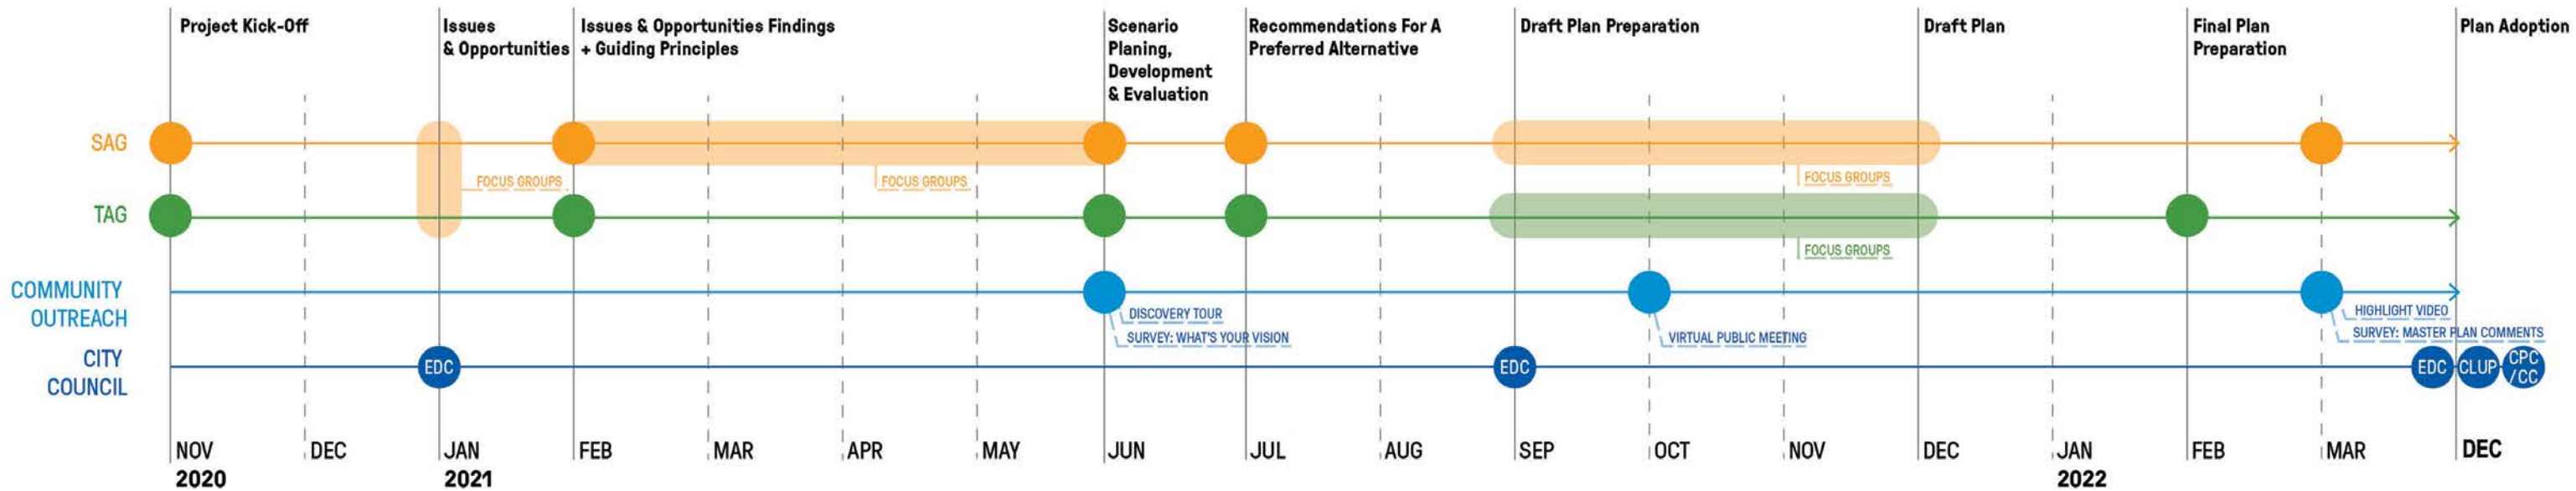 Project Kick-Off
Issues
& Opportunities
Issues & Opportunities Findings
+ Guiding Principles
Scenario
Planing,
Development
& Evaluation
Recommendations For A
Preferred Alternative
Draft Plan Preparation
Draft Plan
Final Plan
Preparation
Plan Adoption
SAG
FOCUS GROUPS
FOCUS GROUPS
FOCUS GROUPS
TAG
FOCUS GROUPS
COMMUNITY
OUTREACH
DISCOVERY TOUR
SURVEY: WHAT'S YOUR VISION
VIRTUAL PUBLIC MEETING
HIGHLIGHT VIDEO
SURVEY: MASTER PLAN COMMENTS
CITY
COUNCIL
EDC
EDC
EDC
CLUP
CPC
/CC
NOV
2020
DEC
JAN
2021
FEB
MAR
APR
MAY
JUN
JUL
AUG
SEP
OCT
NOV
DEC
JAN
2022
FEB
MAR
DEC